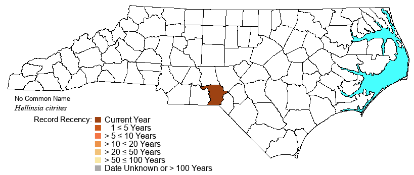 No Common Name
Hellinsia citrites
Record Recency: Current Year
1 ≤ 5 Years
> 5 ≤ 10 Years
> 10 ≤ 20 Years
> 20 ≤ 50 Years
> 50 ≤ 100 Years
Date Unknown or > 100 Years